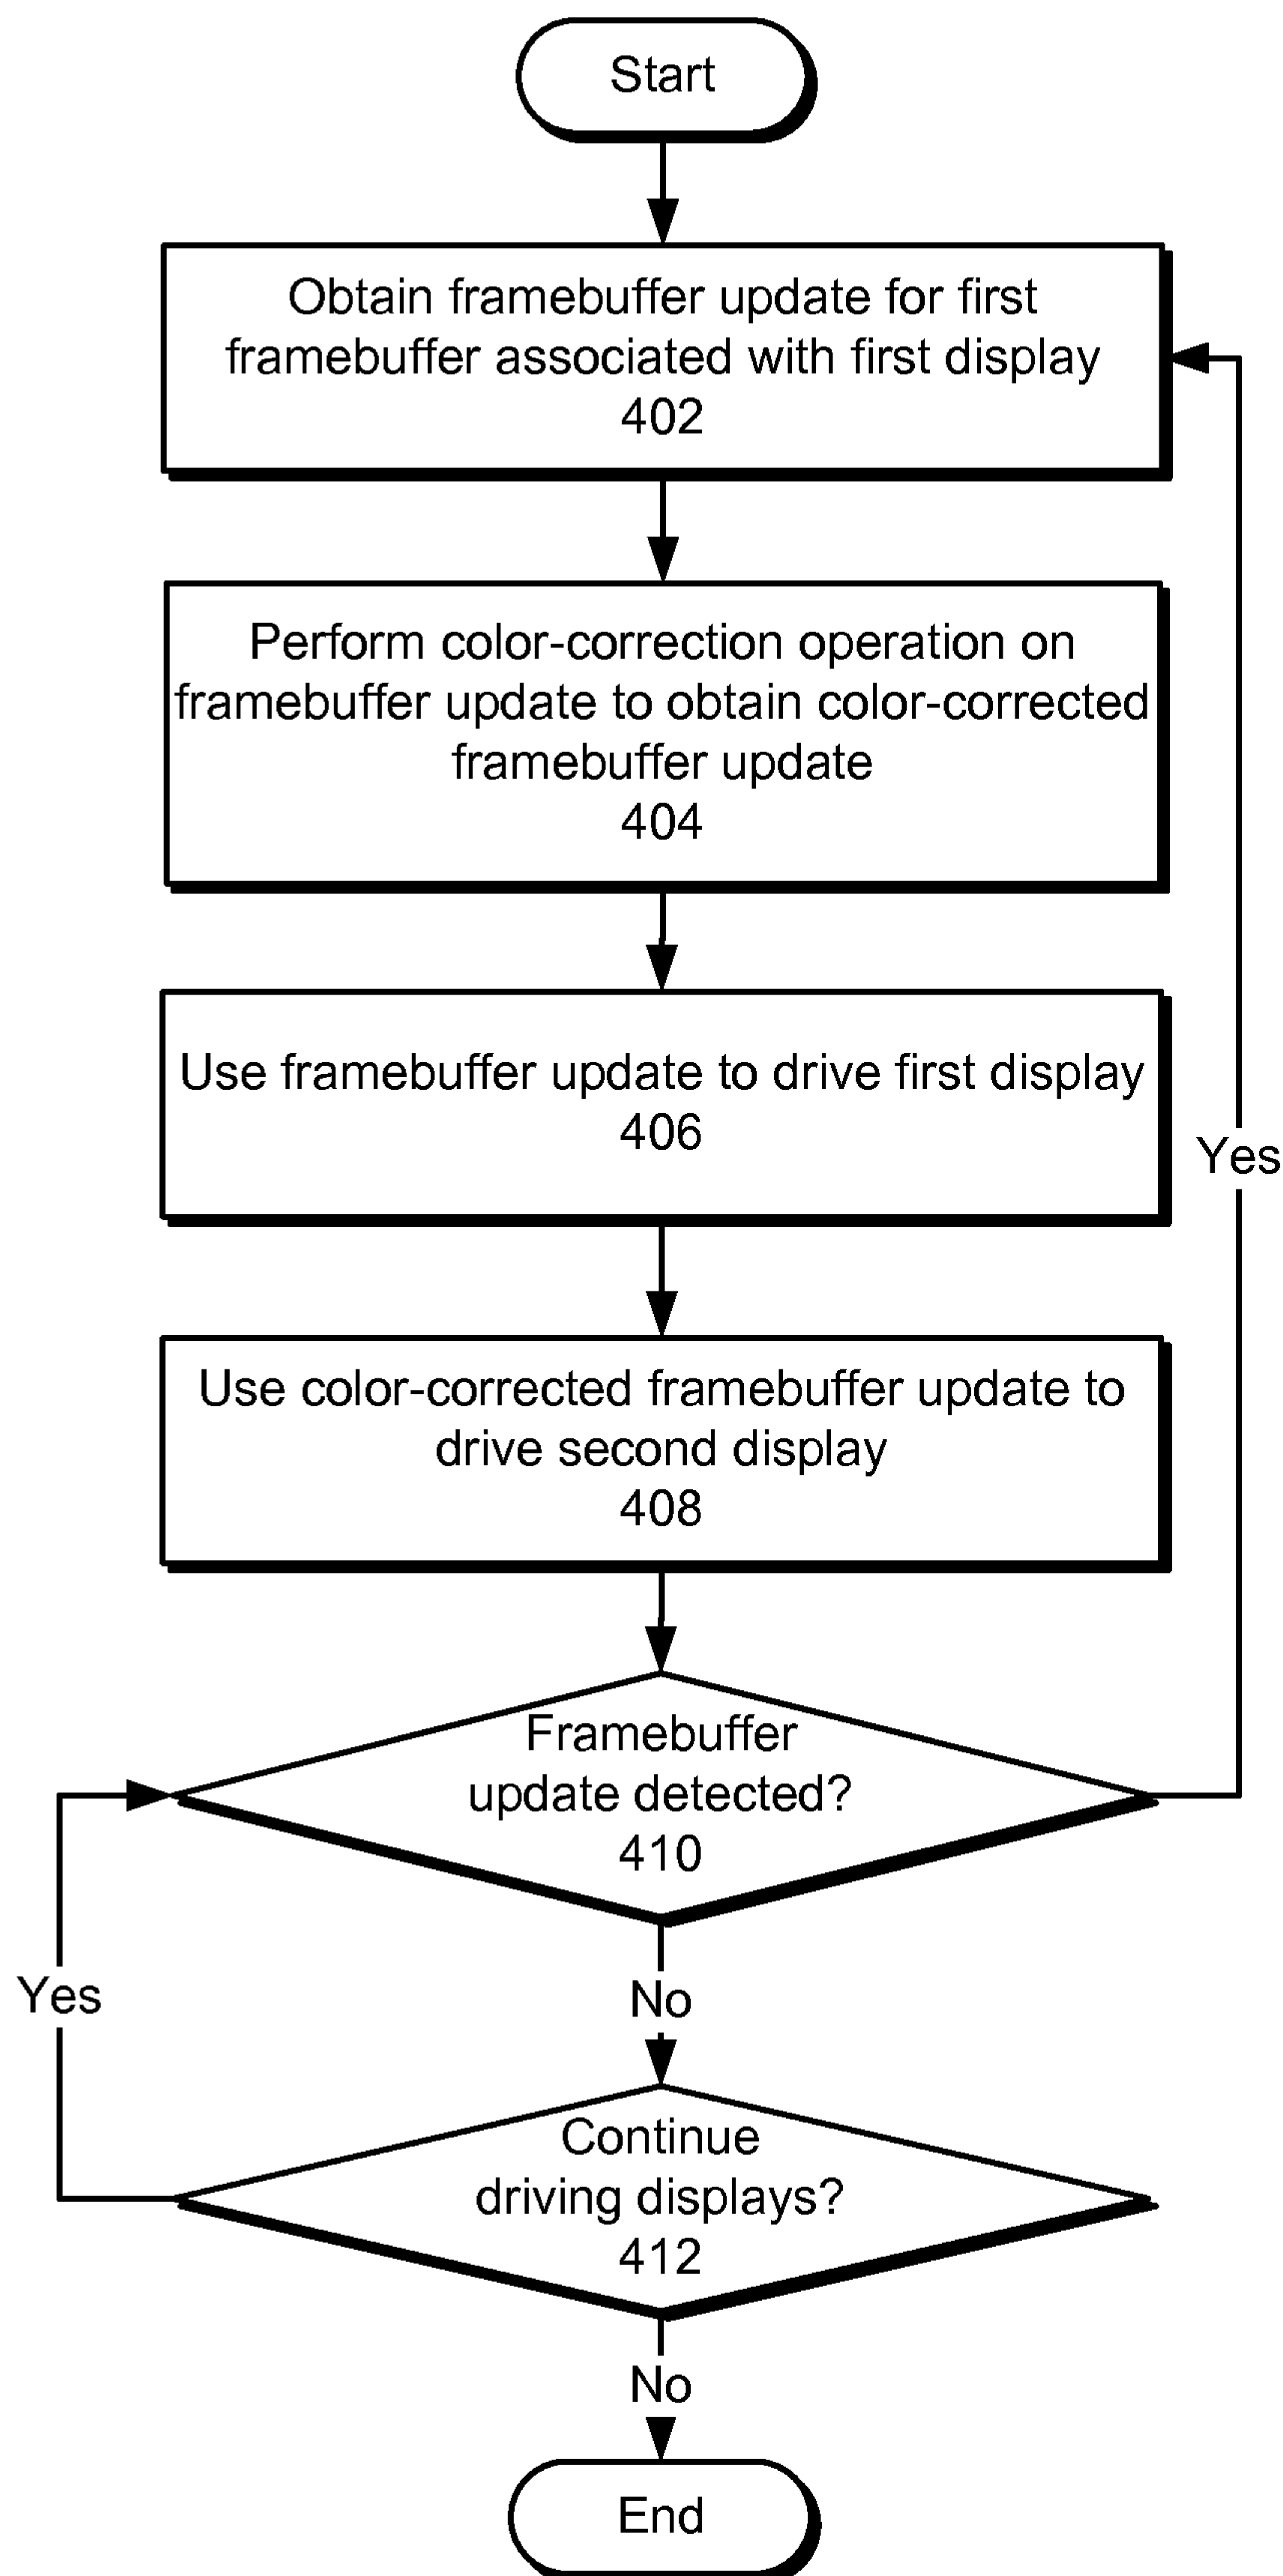 Start
Obtain framebuffer update for first
framebuffer associated with first display
402
Perform color-correction operation on
framebuffer update to obtain color-corrected
framebuffer update
404
Use framebuffer update to drive first display
406
Yes
Use color-corrected framebuffer update to
drive second display
408
Framebuffer
update detected?
410
Yes
No
Continue
driving displays?
412
No
End